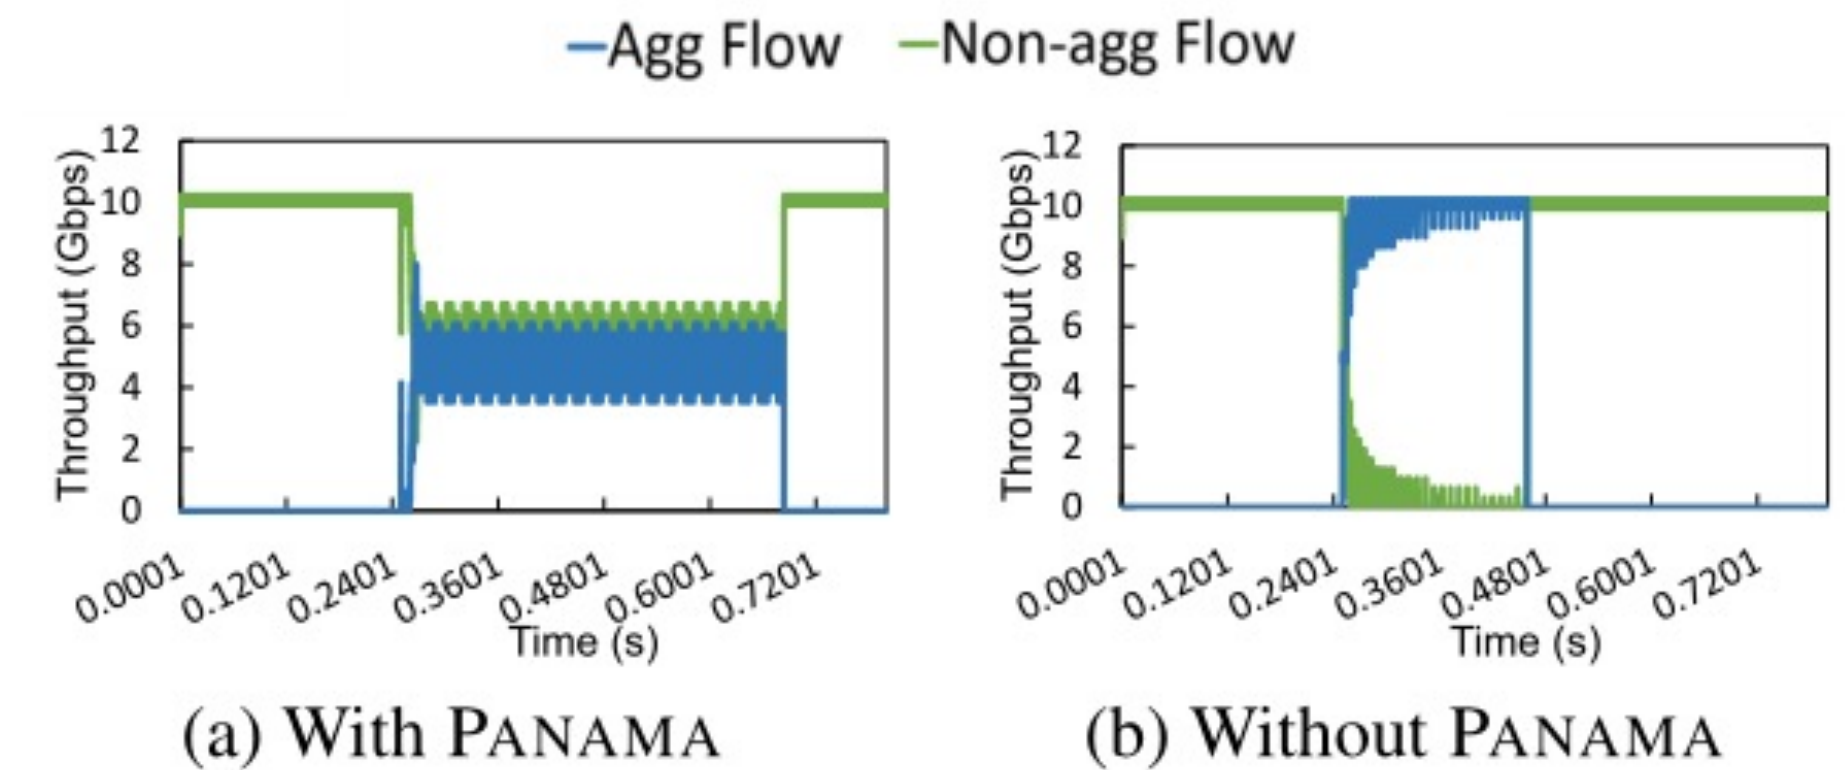 Agg Flow Non-agg Flow
Throughput (Gbps)
12
10
8
6
4
2
0
0.0001 0.1201 0.2401 0.3601 0.4801 0.6001 0.7201
Time (s)
(a) With PANAMA
Throughput (Gbps)
12
10
8
6
4
2
0
0.0001 0.1201 0.2401 0.3601 0.4801 0.6001 0.7201
Time (s)
(b) Without PANAMA